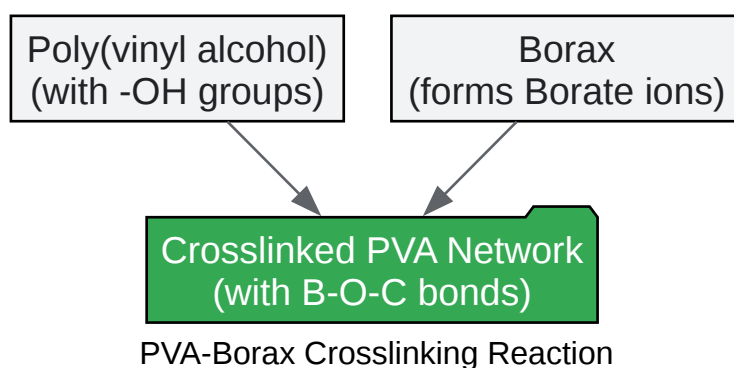 Poly(vinyl alcohol)
(with -OH groups)
Borax
(forms Borate ions)
Crosslinked PVA Network
(with B-O-C bonds)
PVA-Borax Crosslinking Reaction